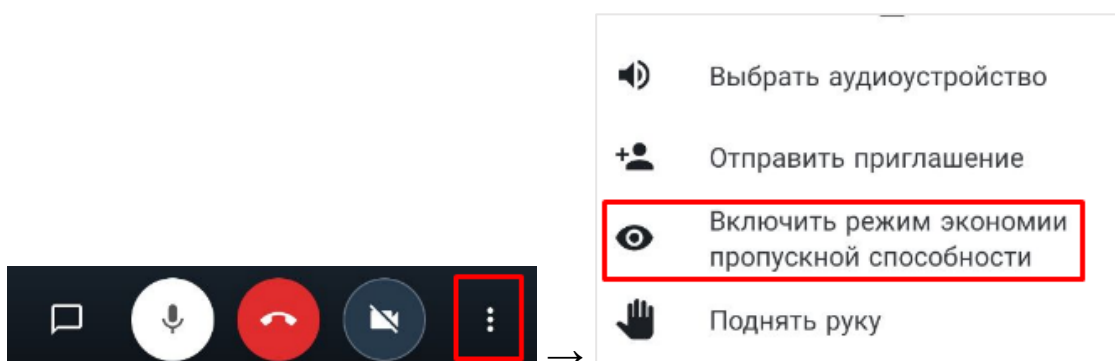 Выбрать аудиоустройство
Отправить приглашение
Включить режим экономии
пропускной способности
Поднять руку